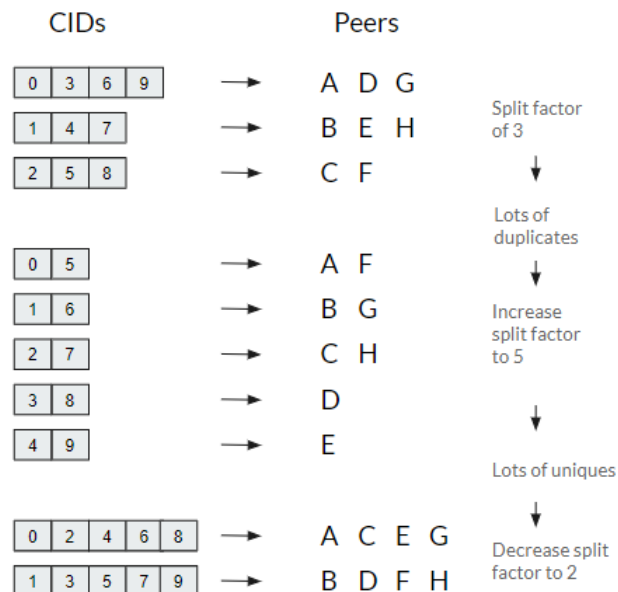 CIDs Peers
0 3 6 9 A D G
1 4 7 B E H
2 5 8 C F
Split factor
of 3
Lots of
duplicates
0 5 A F
1 6 B G
2 7 C H
3 8 D
4 9 E
Increase
split factor
to 5
Lots of uniques
0 2 4 6 8 A C E G
1 3 5 7 9 B D F H
Decrease split
factor to 2